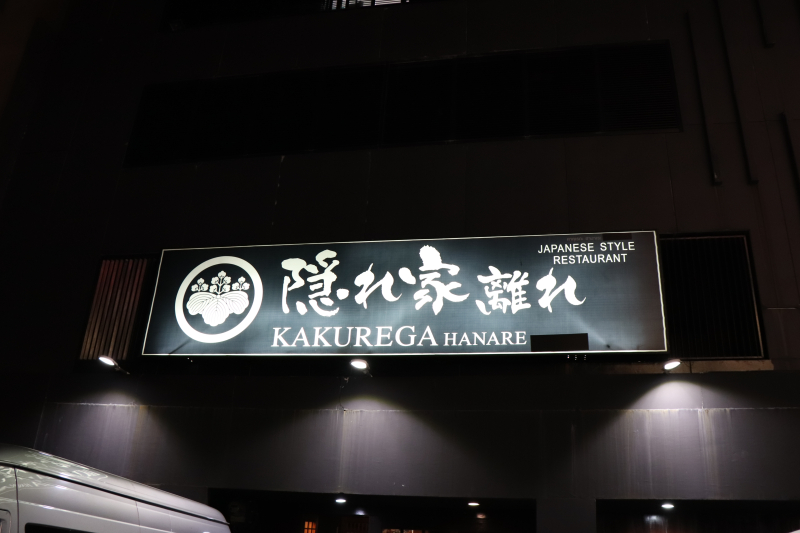 JAPANESE STYLE
RESTAURANT
隠れ家 離れ
KAKUREGA HANARE